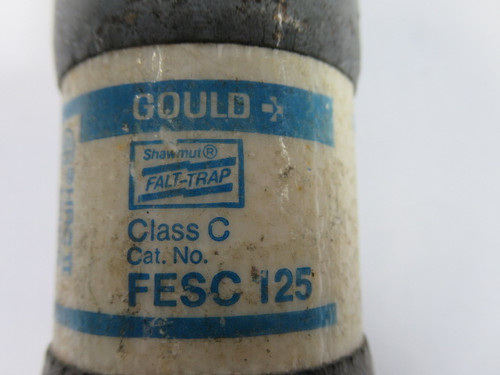 GOULD
Shawmut®
FALT-TRAP
Class C
Cat. No.
FESC 125